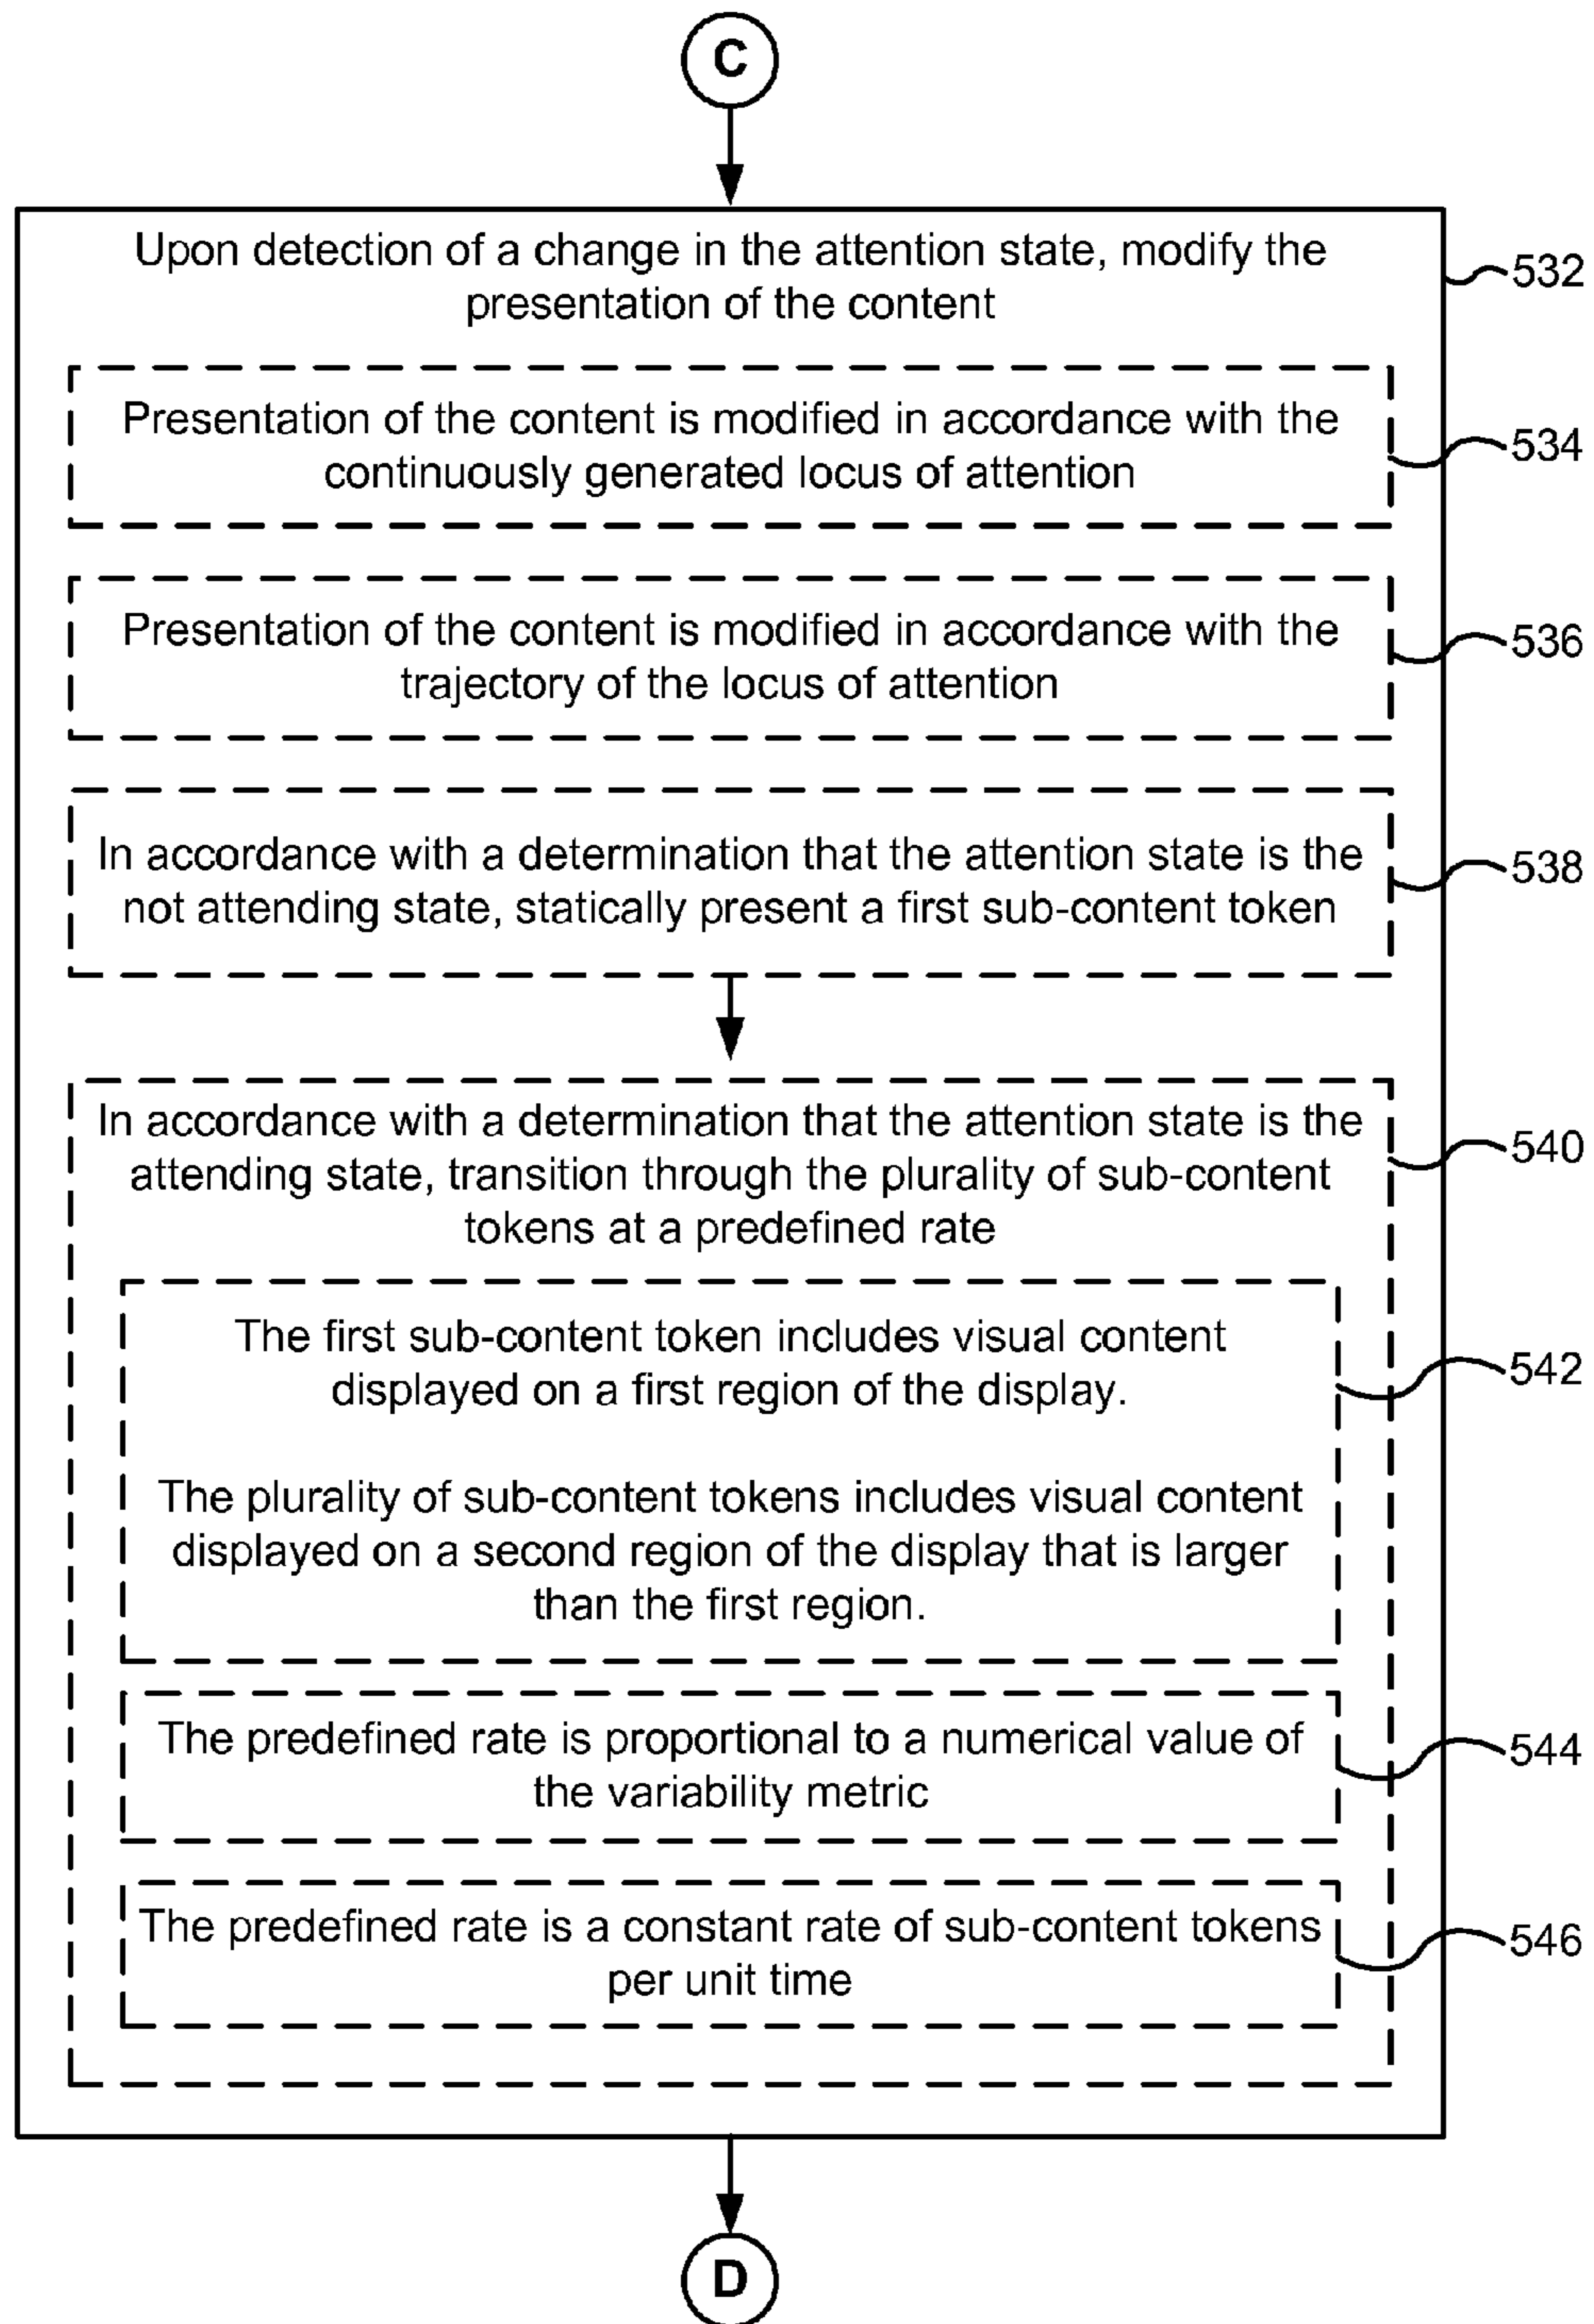 C
Upon detection of a change in the attention state, modify the
presentation of the content
532
Presentation of the content is modified in accordance with the
continuously generated locus of attention
534
Presentation of the content is modified in accordance with the
trajectory of the locus of attention
536
In accordance with a determination that the attention state is the
not attending state, statically present a first sub-content token
538
In accordance with a determination that the attention state is the
attending state, transition through the plurality of sub-content
tokens at a predefined rate
540
The first sub-content token includes visual content
displayed on a first region of the display.
The plurality of sub-content tokens includes visual content
displayed on a second region of the display that is larger
than the first region.
542
The predefined rate is proportional to a numerical value of
the variability metric
544
The predefined rate is a constant rate of sub-content tokens
per unit time
546
D